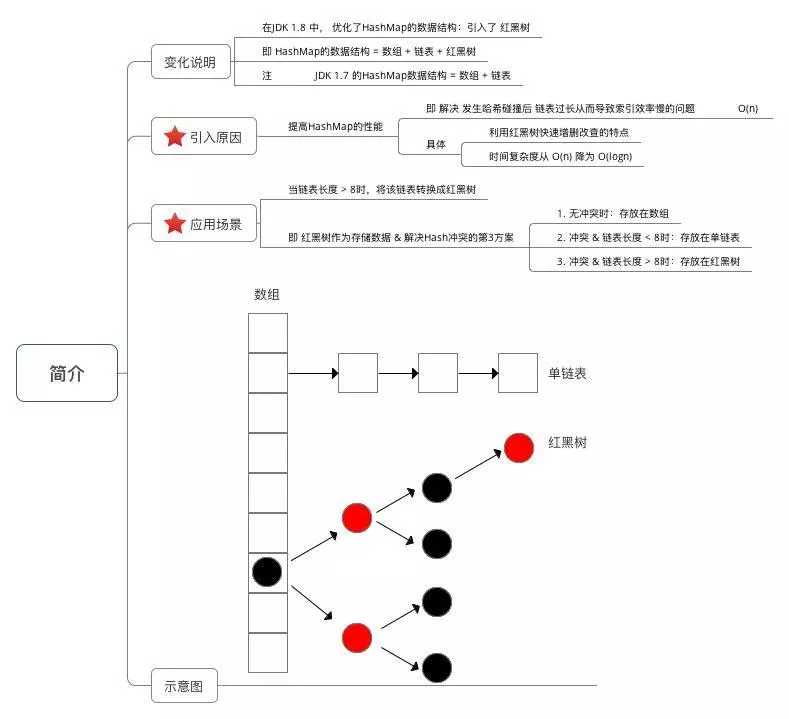 在JDK 1.8 中， 优化了HashMap的数据结构：引入了 红黑树
变化说明
即 HashMap的数据结构 = 数组 + 链表 + 红黑树
注 JDK 1.7 的HashMap数据结构 = 数组 + 链表
即 解决 发生哈希碰撞后 链表过长从而导致索引效率慢的问题 O(n)
引入原因
提高HashMap的性能
具体
利用红黑树快速增删改查的特点
时间复杂度从 O(n) 降为 O(logn)
当链表长度 > 8时，将该链表转换成红黑树
应用场景
即 红黑树作为存储数据 & 解决Hash冲突的第3方案
1. 无冲突时：存放在数组
2. 冲突 & 链表长度 < 8时：存放在单链表
3. 冲突 & 链表长度 > 8时：存放在红黑树
数组
简介
单链表
红黑树
示意图